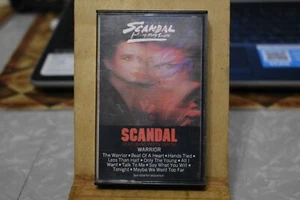 SCANDAL
SCANDAL
WARRIOR
The Warrior • Beat Of A Heart • Hands Tied •
Less Than Half • Only The Young • All I
Want • Talk To Me • Say What You Will •
Tonight • Maybe We Went Too Far